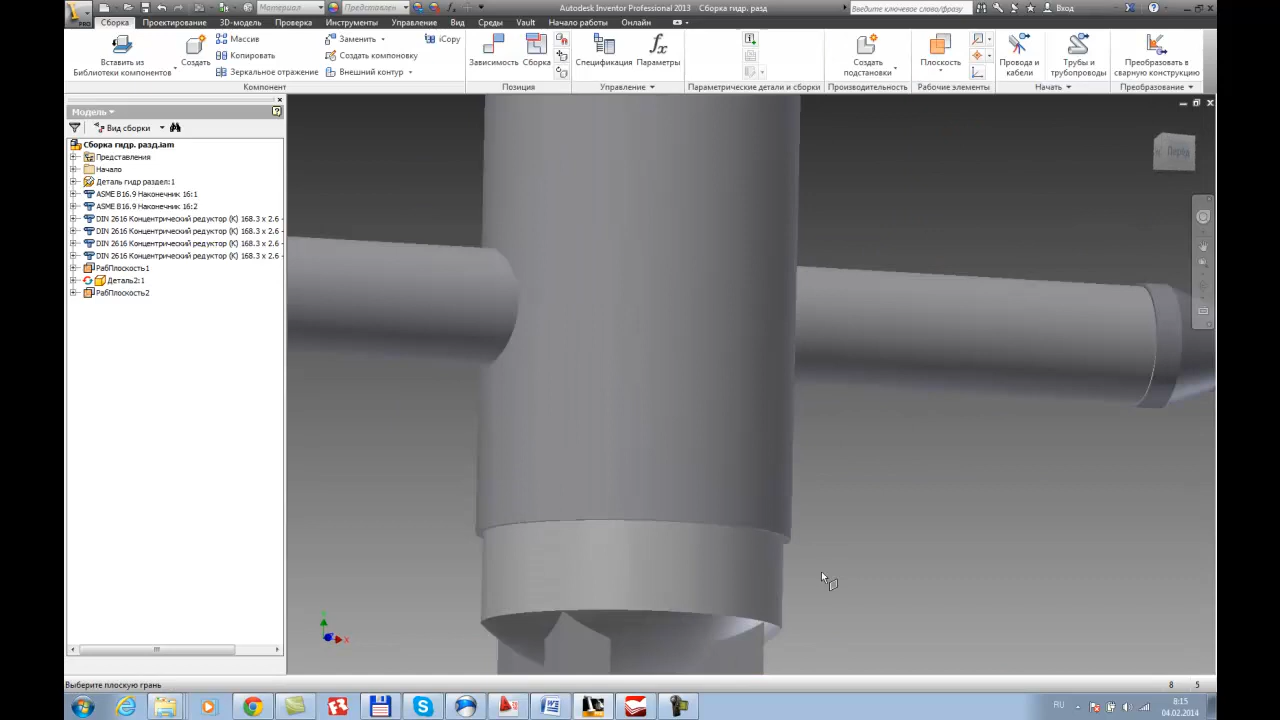 Материал
Представлен
Autodesk Inventor Professional 2013 Сборка гидр. разд
Введите ключевое слово/фразу
Вход
PRO
Сборка Проектирование 3D-модель Проверка Инструменты Управление Вид Среды Vault Начало работы Онлайн
Вставить из
Библиотеки компонентов
Создать
Массив
Копировать
Зеркальное отражение
Заменить
Создать компоновку
Внешний контур
iCopy
Зависимость
Сборка
Спецификация
Параметры
Создать
подстановки
Плоскость
Провода и
кабели
Трубы и
трубопроводы
Преобразовать в
сварную конструкцию
Компонент Позиция Управление Параметрические детали и сборки Производительность Рабочие элементы Начать Преобразование
Модель
Вид сборки
Сборка гидр. разд.iam
Представления
Начало
Деталь гидр раздел:1
ASME B16.9 Наконечник 16:1
ASME B16.9 Наконечник 16:2
DIN 2616 Концентрический редуктор (K) 168.3 x 2.6 -
DIN 2616 Концентрический редуктор (K) 168.3 x 2.6 -
DIN 2616 Концентрический редуктор (K) 168.3 x 2.6 -
DIN 2616 Концентрический редуктор (K) 168.3 x 2.6 -
РабПлоскость1
Деталь2:1
РабПлоскость2
Перёд
Выберите плоскую грань
8 5
RU
8:15
04.02.2014